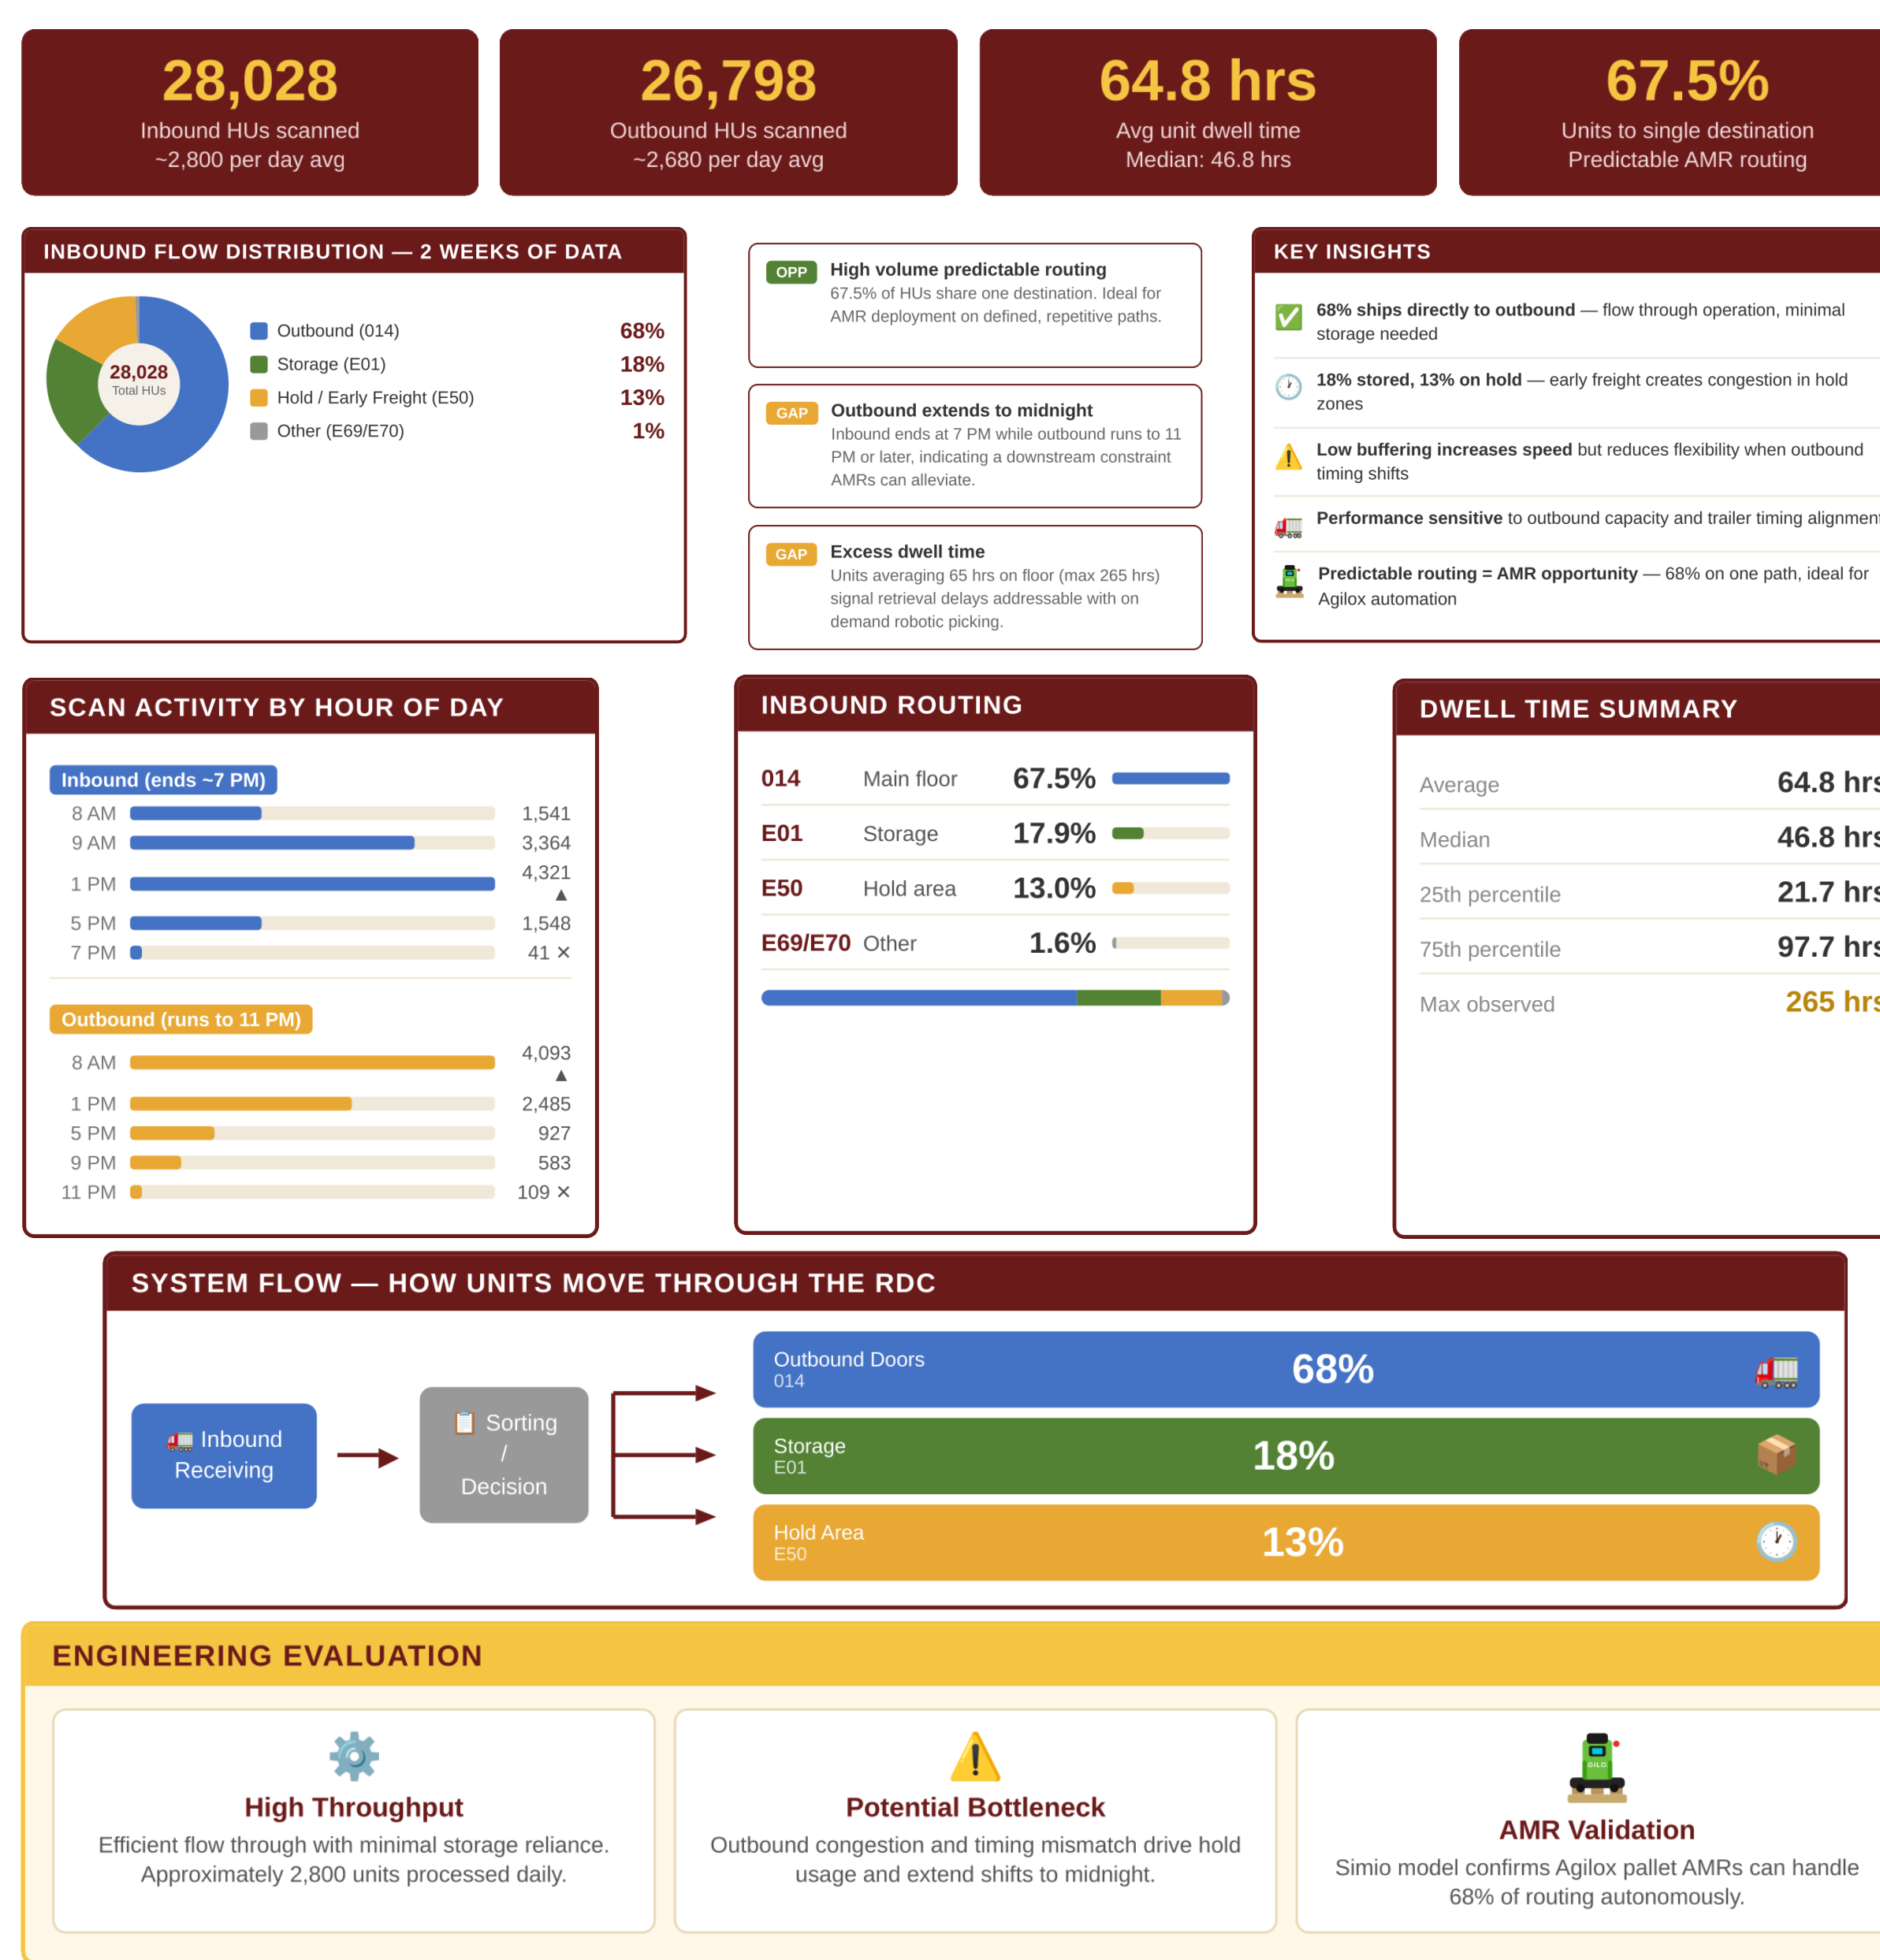 28,028
Inbound HUs scanned
~2,800 per day avg
26,798
Outbound HUs scanned
~2,680 per day avg
64.8 hrs
Avg unit dwell time
Median: 46.8 hrs
67.5%
Units to single destination
Predictable AMR routing
INBOUND FLOW DISTRIBUTION — 2 WEEKS OF DATA
28,028
Total HUs
Outbound (014) 68%
Storage (E01) 18%
Hold / Early Freight (E50) 13%
Other (E69/E70) 1%
OPP High volume predictable routing
67.5% of HUs share one destination. Ideal for
AMR deployment on defined, repetitive paths.
GAP Outbound extends to midnight
Inbound ends at 7 PM while outbound runs to 11
PM or later, indicating a downstream constraint
AMRs can alleviate.
GAP Excess dwell time
Units averaging 65 hrs on floor (max 265 hrs)
signal retrieval delays addressable with on
demand robotic picking.
KEY INSIGHTS
68% ships directly to outbound — flow through operation, minimal
storage needed
18% stored, 13% on hold — early freight creates congestion in hold
zones
Low buffering increases speed but reduces flexibility when outbound
timing shifts
Performance sensitive to outbound capacity and trailer timing alignment
Predictable routing = AMR opportunity — 68% on one path, ideal for
Agilox automation
SCAN ACTIVITY BY HOUR OF DAY
Inbound (ends ~7 PM)
8 AM 1,541
9 AM 3,364
1 PM 4,321 ▲
5 PM 1,548
7 PM 41 ✕
Outbound (runs to 11 PM)
8 AM 4,093 ▲
1 PM 2,485
5 PM 927
9 PM 583
11 PM 109 ✕
INBOUND ROUTING
014 Main floor 67.5%
E01 Storage 17.9%
E50 Hold area 13.0%
E69/E70 Other 1.6%
DWELL TIME SUMMARY
Average 64.8 hrs
Median 46.8 hrs
25th percentile 21.7 hrs
75th percentile 97.7 hrs
Max observed 265 hrs
SYSTEM FLOW — HOW UNITS MOVE THROUGH THE RDC
Inbound
Receiving
Sorting
/
Decision
Outbound Doors
014
68%
Storage
E01
18%
Hold Area
E50
13%
ENGINEERING EVALUATION
High Throughput
Efficient flow through with minimal storage reliance.
Approximately 2,800 units processed daily.
Potential Bottleneck
Outbound congestion and timing mismatch drive hold
usage and extend shifts to midnight.
GILO
AMR Validation
Simio model confirms Agilox pallet AMRs can handle
68% of routing autonomously.